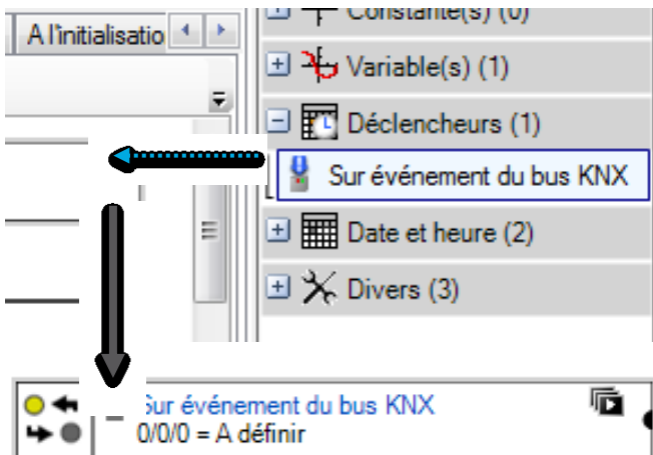 Constante(s) (0)
A l'initialisatio
Variable(s) (1)
Déclencheurs (1)
Sur événement du bus KNX
Date et heure (2)
Divers (3)
Sur événement du bus KNX
0/0/0 = A définir